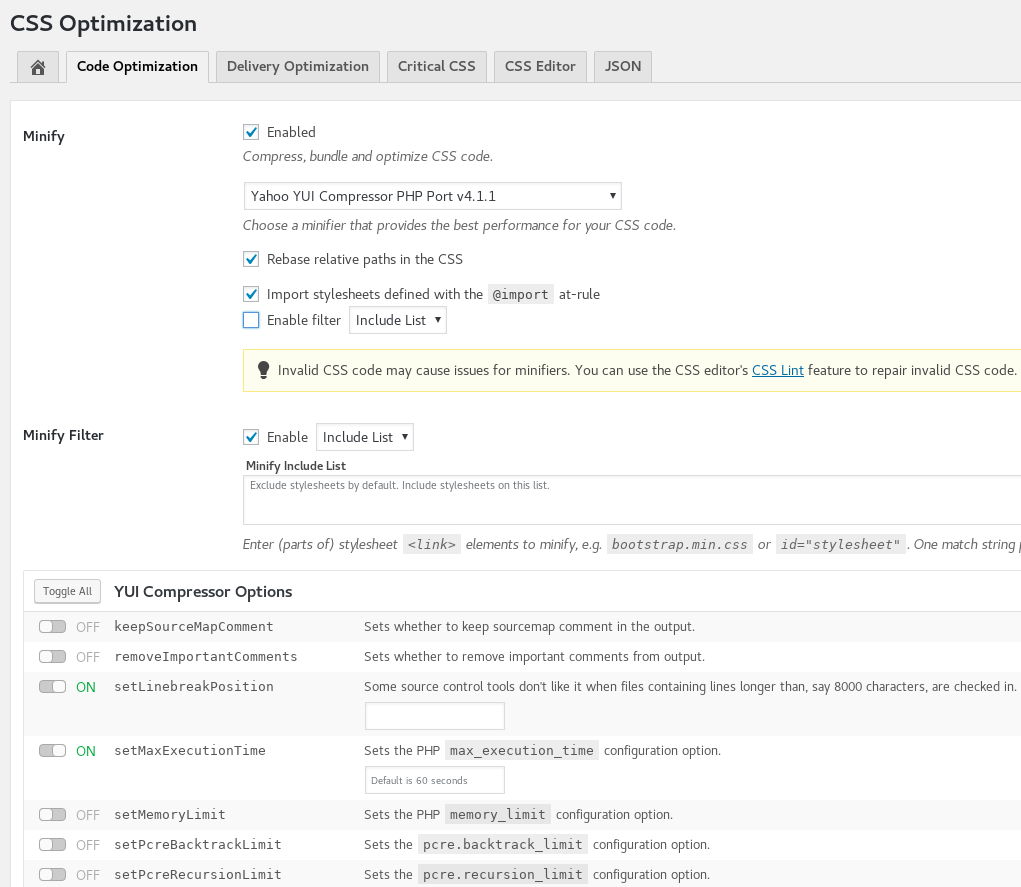 CSS Optimization
Code Optimization Delivery Optimization Critical CSS CSS Editor JSON
Minify
Enabled
Compress, bundle and optimize CSS code.
Yahoo YUI Compressor PHP Port v4.1.1
Choose a minifier that provides the best performance for your CSS code.
Rebase relative paths in the CSS
Import stylesheets defined with the @import at-rule
Enable filter Include List
Invalid CSS code may cause issues for minifiers. You can use the CSS editor's CSS Lint feature to repair invalid CSS code.
Minify Filter
Enable Include List
Minify Include List
Exclude stylesheets by default. Include stylesheets on this list.
Enter (parts of) stylesheet <link> elements to minify, e.g. bootstrap.min.css or id="stylesheet". One match string
Toggle All YUI Compressor Options
OFF keepSourceMapComment Sets whether to keep sourcemap comment in the output.
OFF removeImportantComments Sets whether to remove important comments from output.
ON setLinebreakPosition Some source control tools don't like it when files containing lines longer than, say 8000 characters, are checked in.
ON setMaxExecutionTime Sets the PHP max_execution_time configuration option.
Default is 60 seconds
OFF setMemoryLimit Sets the PHP memory_limit configuration option.
OFF setPcreBacktrackLimit Sets the pcre.backtrack_limit configuration option.
OFF setPcreRecursionLimit Sets the pcre.recursion_limit configuration option.